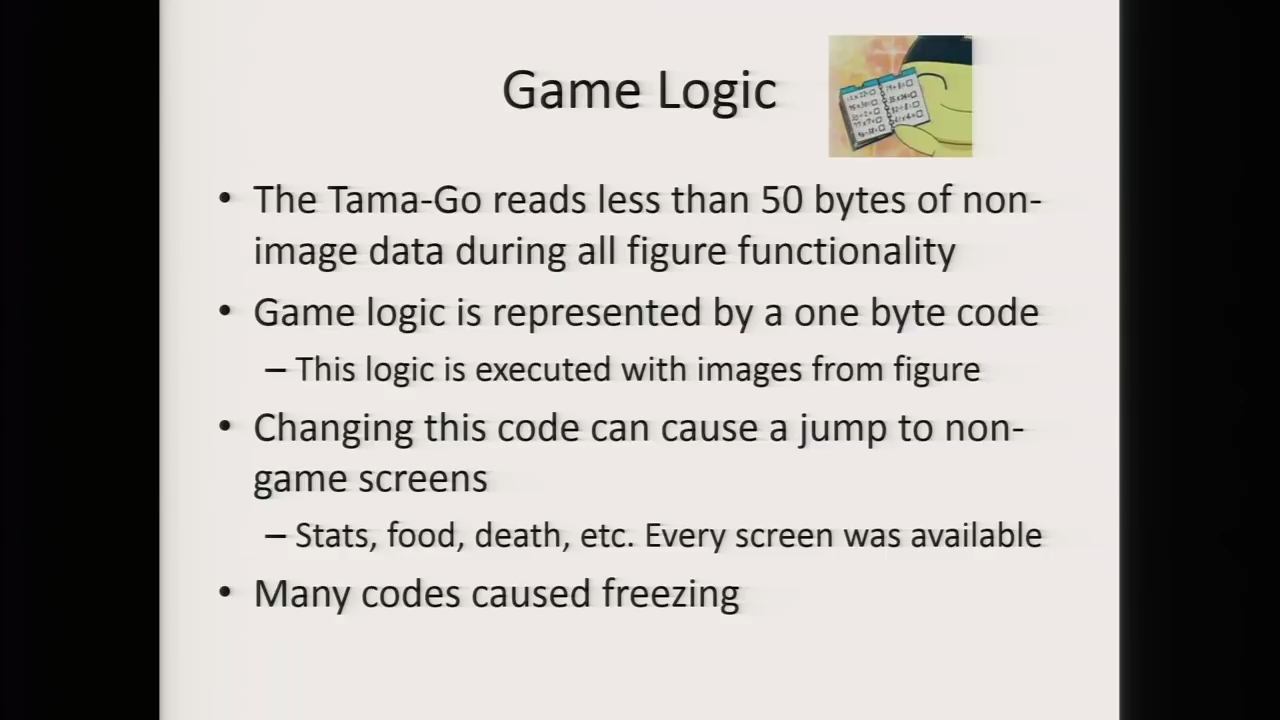 Game Logic
• The Tama-Go reads less than 50 bytes of non-
image data during all figure functionality
• Game logic is represented by a one byte code
– This logic is executed with images from figure
• Changing this code can cause a jump to non-
game screens
– Stats, food, death, etc. Every screen was available
• Many codes caused freezing